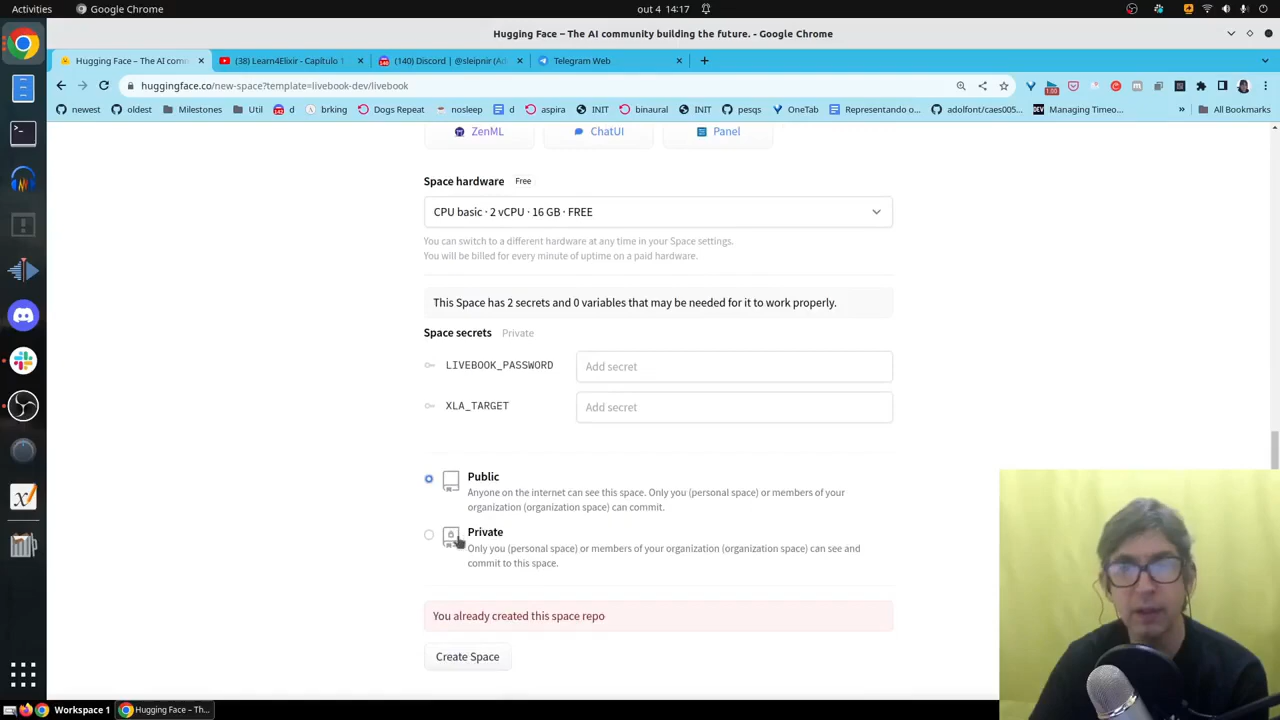 Activities
Google Chrome
out 4 14:17
Hugging Face – The AI community building the future. - Google Chrome
Hugging Face – The AI comm
(38) Learn4Elixir - Capítulo 1
(140) Discord | @sleipnir (Ad
Telegram Web
huggingface.co/new-space?template=livebook-dev/livebook
newest
oldest
Milestones
Util
d
brking
Dogs Repeat
nosleep
d
aspira
INIT
binaural
INIT
pesqs
OneTab
Representando o...
adolfont/caes005...
DEV
Managing Timeo...
»
All Bookmarks
ZenML
ChatUI
Panel
Space hardware Free
CPU basic · 2 vCPU · 16 GB · FREE
You can switch to a different hardware at any time in your Space settings.
You will be billed for every minute of uptime on a paid hardware.
This Space has 2 secrets and 0 variables that may be needed for it to work properly.
Space secrets Private
LIVEBOOK_PASSWORD
Add secret
XLA_TARGET
Add secret
Public
Anyone on the internet can see this space. Only you (personal space) or members of your
organization (organization space) can commit.
Private
Only you (personal space) or members of your organization (organization space) can see and
commit to this space.
You already created this space repo
Create Space
Workspace 1
Hugging Face – Th...